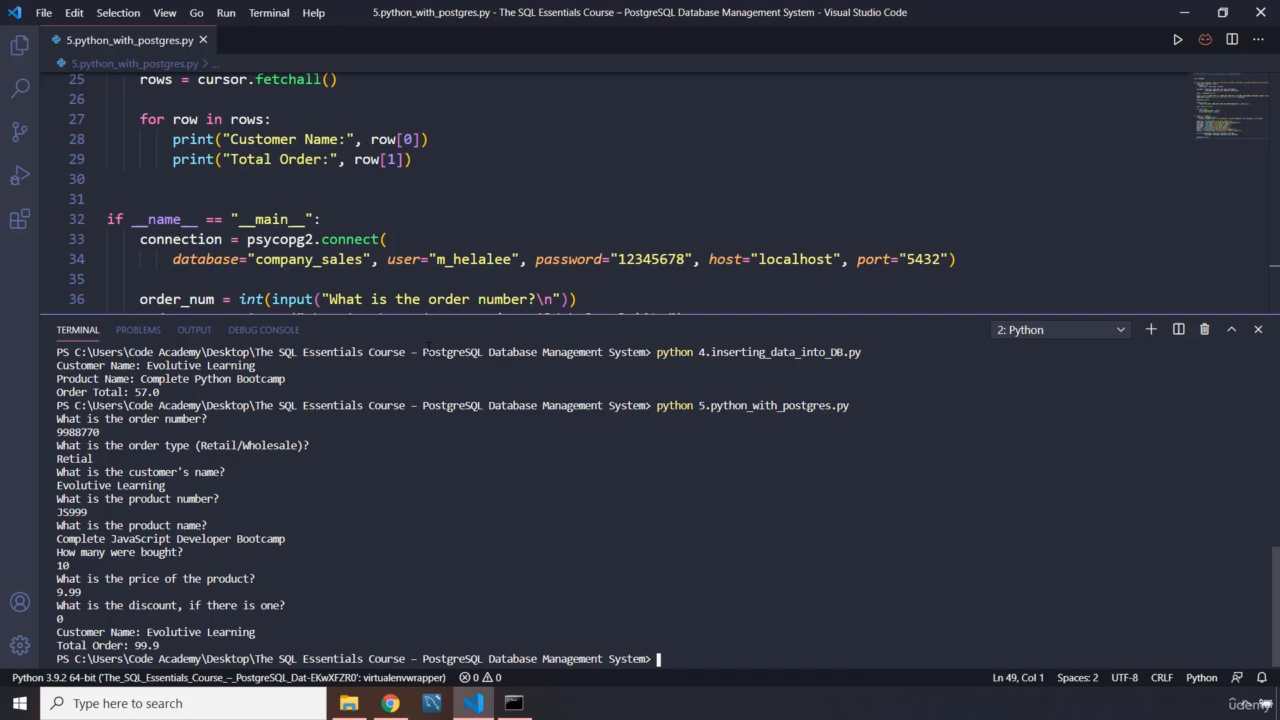 File Edit Selection View Go Run Terminal Help 5.python_with_postgres.py - The SQL Essentials Course – PostgreSQL Database Management System - Visual Studio Code
5.python_with_postgres.py
5.python_with_postgres.py > ...
25 rows = cursor.fetchall()
26
27 for row in rows:
28 print("Customer Name:", row[0])
29 print("Total Order:", row[1])
30
31
32 if __name__ == "__main__":
33 connection = psycopg2.connect(
34 database="company_sales", user="m_helalee", password="12345678", host="localhost", port="5432")
35
36 order_num = int(input("What is the order number?\n"))
TERMINAL PROBLEMS OUTPUT DEBUG CONSOLE 2: Python
PS C:\Users\Code Academy\Desktop\The SQL Essentials Course – PostgreSQL Database Management System> python 4.inserting_data_into_DB.py
Customer Name: Evolutive Learning
Product Name: Complete Python Bootcamp
Order Total: 57.0
PS C:\Users\Code Academy\Desktop\The SQL Essentials Course – PostgreSQL Database Management System> python 5.python_with_postgres.py
What is the order number?
9988770
What is the order type (Retail/Wholesale)?
Retial
What is the customer's name?
Evolutive Learning
What is the product number?
JS999
What is the product name?
Complete JavaScript Developer Bootcamp
How many were bought?
10
What is the price of the product?
9.99
What is the discount, if there is one?
0
Customer Name: Evolutive Learning
Total Order: 99.9
PS C:\Users\Code Academy\Desktop\The SQL Essentials Course – PostgreSQL Database Management System>
Python 3.9.2 64-bit ('The_SQL_Essentials_Course_–_PostgreSQL_Dat-EKwXFZR0': virtualenvwrapper) 0 0 Ln 49, Col 1 Spaces: 2 UTF-8 CRLF Python
Type here to search
udemy